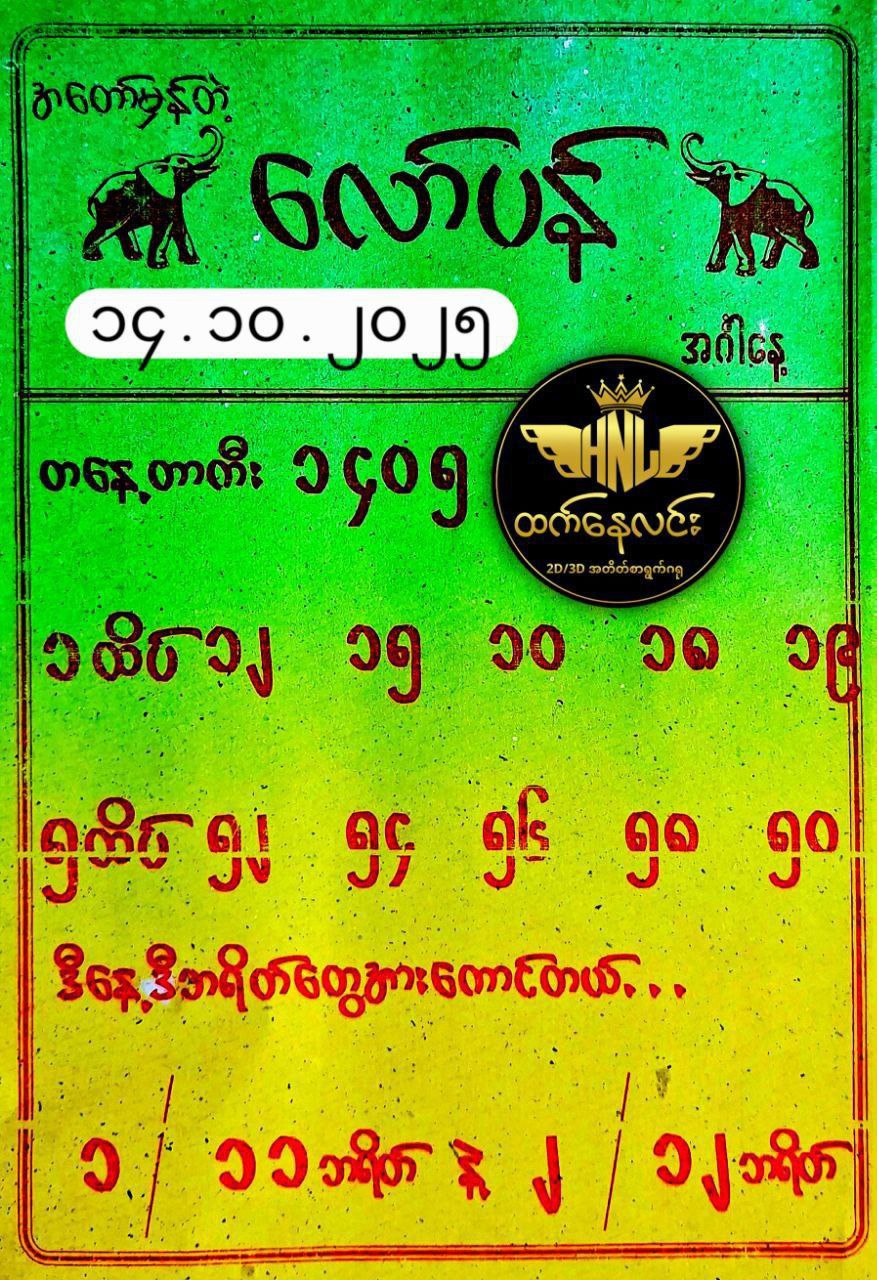 အတော်မှန်တဲ့
လော်ပန်
၁၄.၁၀.၂၀၂၅
အင်္ဂါနေ့
တနေ့တာကီး ၁၄၀၅
HNL
ထက်နေလင်း
2D/3D အတိတ်စာရွက်ဂရု
၁ထိပ် ၁၂ ၁၅ ၁၀ ၁၈ ၁၉
၅ထိပ် ၅၂ ၅၄ ၅၆ ၅၈ ၅၀
ဒီနေ့ဒီဘရိတ်တွေအားကောင်တယ်...
၁ / ၁၁ဘရိတ် နဲ့ ၂ / ၁၂ဘရိတ်